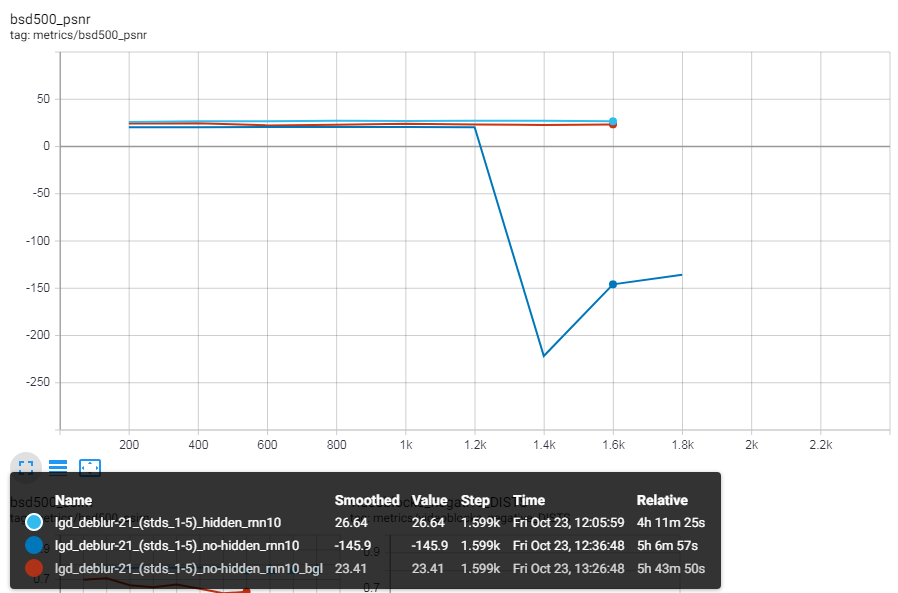 bsd500_psnr
tag: metrics/bsd500_psnr
50
0
-50
-100
-150
-200
-250
200 400 600 800 1k 1.2k 1.4k 1.6k 1.8k 2k 2.2k
Name Smoothed Value Step Time Relative
lgd_deblur-21_(stds_1-5)_hidden_rnn10 26.64 26.64 1.599k Fri Oct 23, 12:05:59 4h 11m 25s
lgd_deblur-21_(stds_1-5)_no-hidden_rnn10 -145.9 -145.9 1.599k Fri Oct 23, 12:36:48 5h 6m 57s
lgd_deblur-21_(stds_1-5)_no-hidden_rnn10_bgl 23.41 23.41 1.599k Fri Oct 23, 13:26:48 5h 43m 50s
0.7 0.7